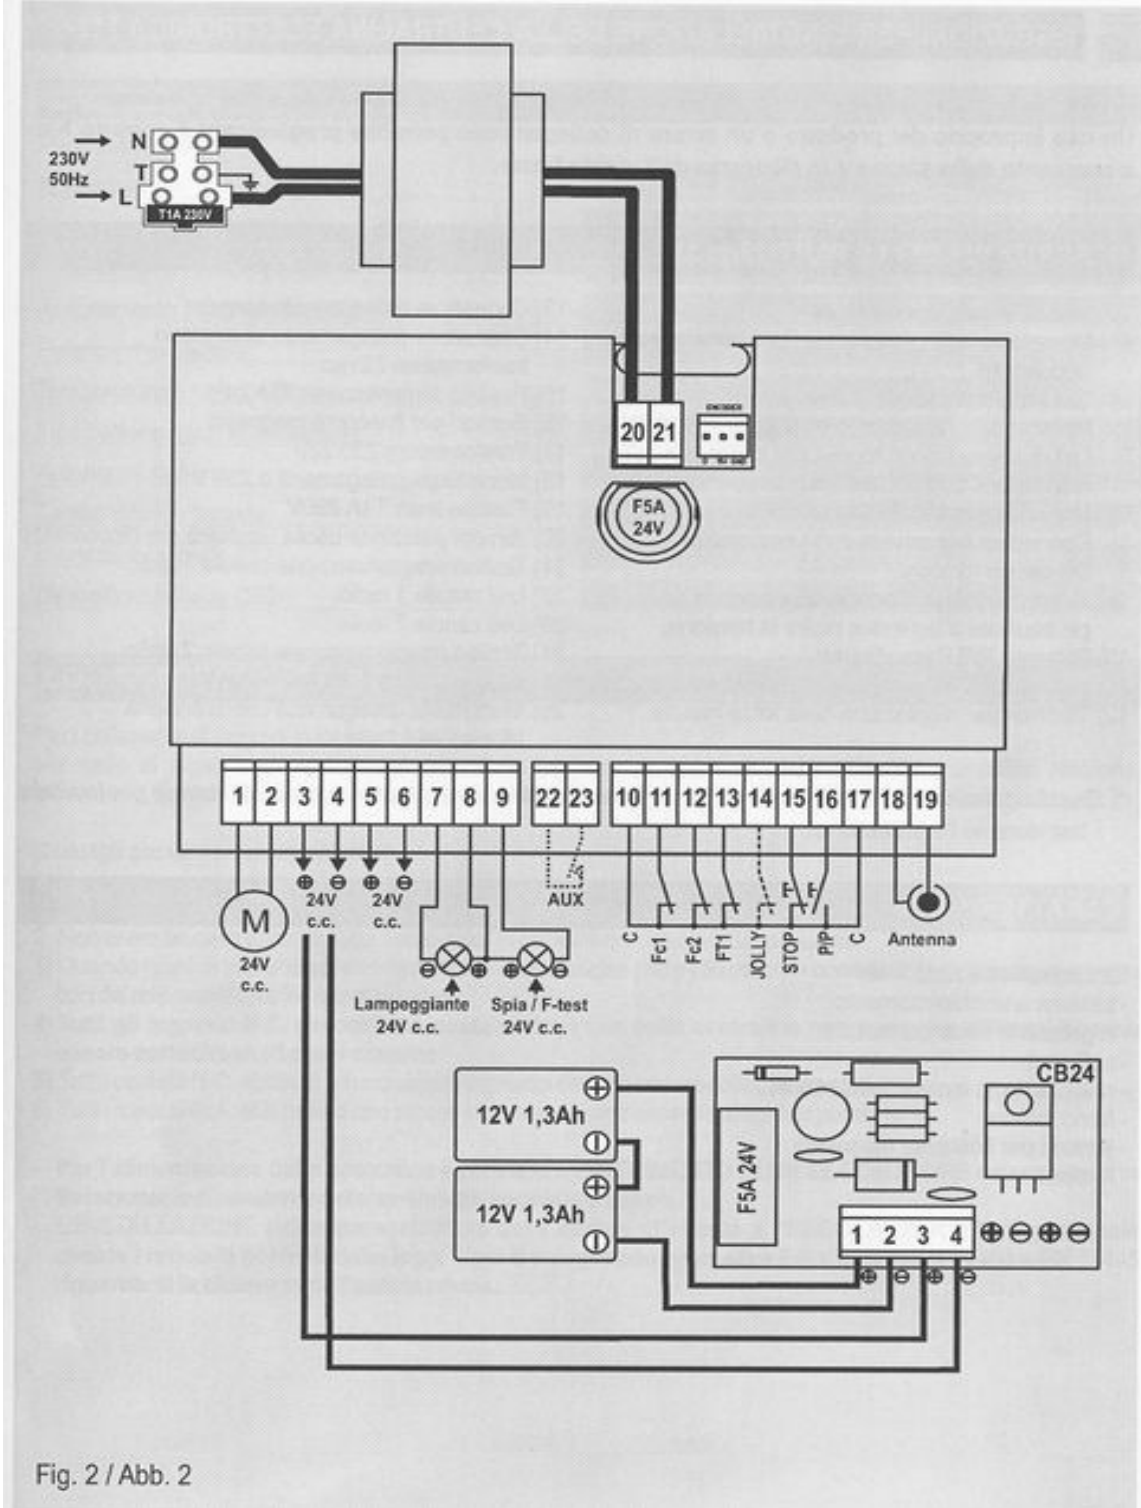 N
230V
50Hz
T
L
T1A 230V
20 21
ENCODER
F5A
24V
1 2 3 4 5 6 7 8 9 22 23 10 11 12 13 14 15 16 17 18 19
⊕ ⊖ ⊕ ⊖
24V
c.c.
24V
c.c.
AUX
M
24V
c.c.
⊖ ⊕ ⊕ ⊖
Lampeggiante
24V c.c.
Spia / F-test
24V c.c.
C
Fc1
Fc2
FT1
JOLLY
STOP
P/P
C
Antenna
12V 1,3Ah
12V 1,3Ah
CB24
F5A 24V
1 2 3 4
⊕ ⊖ ⊕ ⊖
⊕ ⊖ ⊕ ⊖
Fig. 2 / Abb. 2